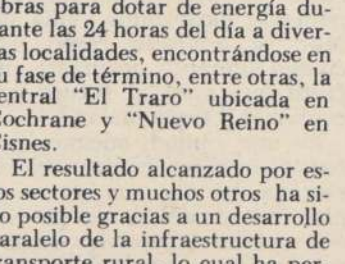 obras para dotar de energía du-
ante las 24 horas del día a diver-
as localidades, encontrándose en
u fase de término, entre otras, la
entral “El Traro” ubicada en
Cochrane y “Nuevo Reino” en
Cisnes.
El resultado alcanzado por es-
os sectores y muchos otros ha si-
o posible gracias a un desarrollo
aralelo de la infraestructura de
transporte rural, lo cual ha per-